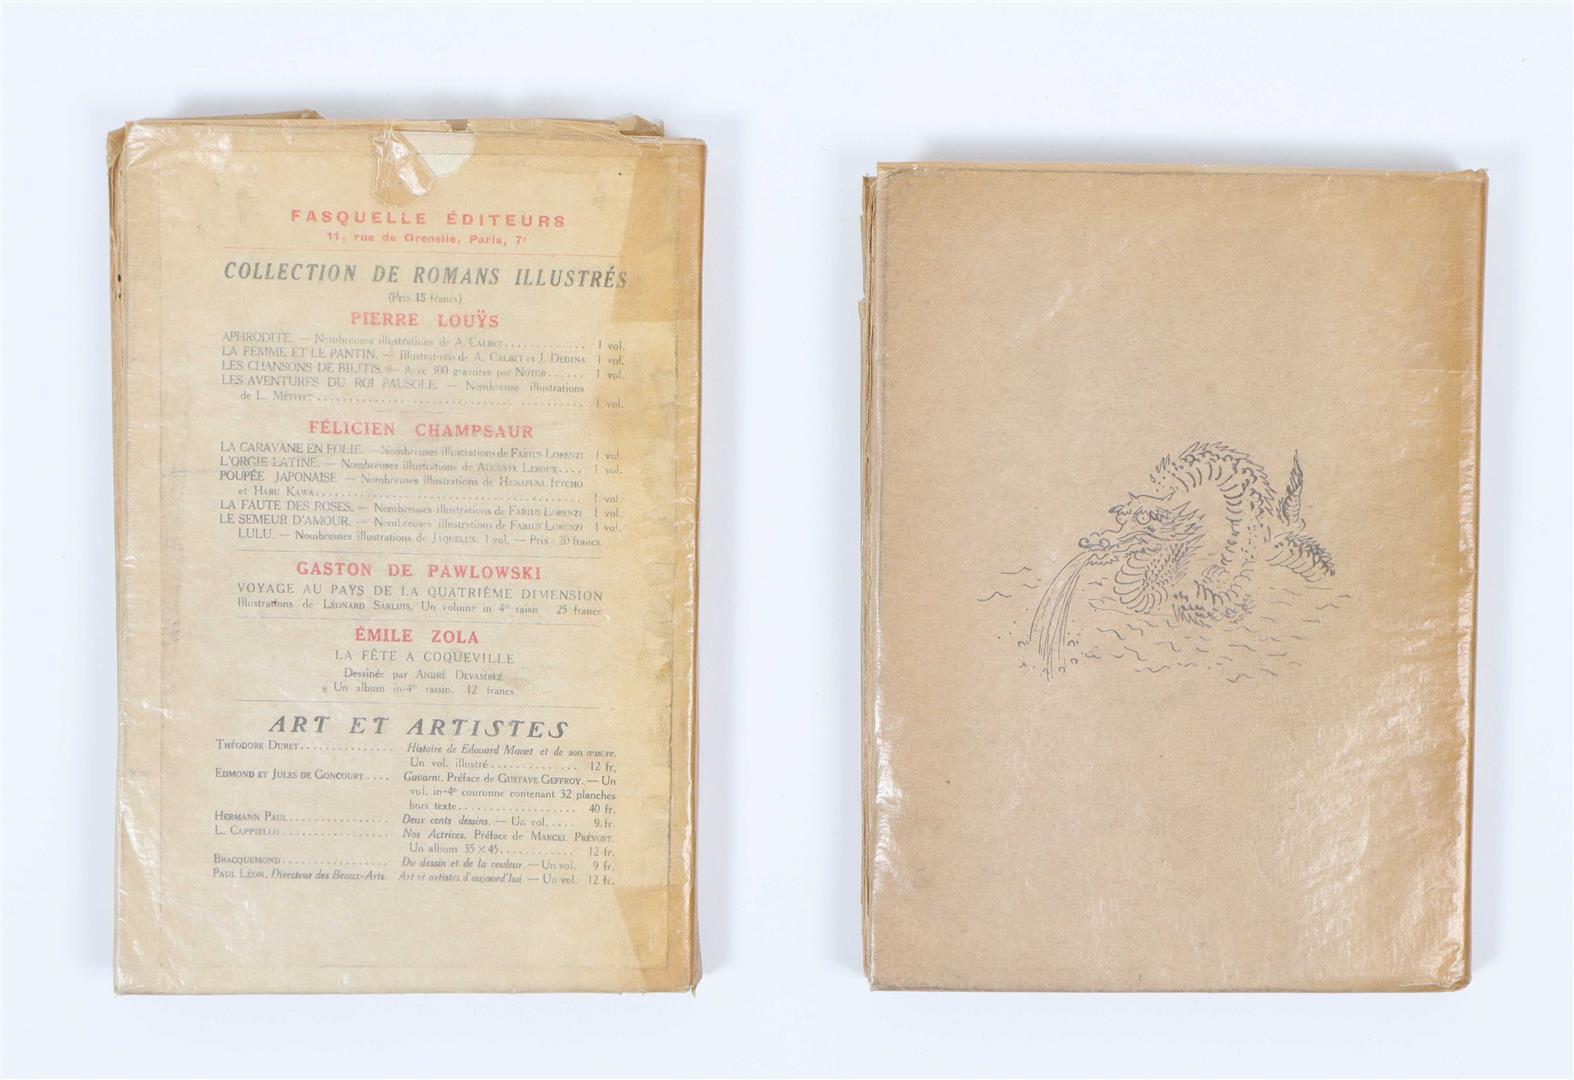 FASQUELLE ÉDITEURS
11, rue de Grenelle, Paris, 7ᵉ
COLLECTION DE ROMANS ILLUSTRÉS
(Prix 15 francs)
PIERRE LOUŸS
APHRODITE. — Nombreuses illustrations de A. CALBET............ 1 vol.
LA FEMME ET LE PANTIN. — Illustrations de A. CALBET et J. DEDINA 1 vol.
LES CHANSONS DE BILITIS. — Avec 300 gravures par NOTOR...... 1 vol.
LES AVENTURES DU ROI PAUSOLE. — Nombreuse illustrations
de L. MÉTIVET........................................ 1 vol.
FÉLICIEN CHAMPSAUR
LA CARAVANE EN FOLIE. — Nombreuses illustrations de FABIUS LORENZI 1 vol.
L'ORGIE LATINE. — Nombreuses illustrations de AUGUSTE LEROUX.... 1 vol.
POUPÉE JAPONAISE — Nombreuses illustrations de HENAFUSA ITTCHO
et HARU KAWA........................................ 1 vol.
LA FAUTE DES ROSES. — Nombreuses illustrations de FABIUS LORENZI 1 vol.
LE SEMEUR D'AMOUR. — Nombreuses illustrations de FABIUS LORENZI 1 vol.
LULU. — Nombreuses illustrations de JAQUELUX. 1 vol. — Prix : 20 francs.
GASTON DE PAWLOWSKI
VOYAGE AU PAYS DE LA QUATRIÈME DIMENSION
Illustrations de LÉONARD SARLUIS. Un volume in 4º raisin 25 francs
ÉMILE ZOLA
LA FÊTE A COQUEVILLE
Dessinée par ANDRÉ DEVAMBEZ
Un album in-4º raisin. 12 francs
ART ET ARTISTES
THÉODORE DURET............... Histoire de Edouard Manet et de son œuvre.
Un vol. illustré.............. 12 fr.
EDMOND ET JULES DE GONCOURT.... Gavarni. Préface de GUSTAVE GEFFROY. — Un
vol. in-4º couronne contenant 32 planches
hors texte................... 40 fr.
HERMANN PAUL................. Deux cents dessins. — Un vol..... 9 fr.
L. CAPPIELLO................. Nos Actrices. Préface de MARCEL PRÉVOST.
Un album 35 × 45............ 12 fr.
BRACQUEMOND................. Du dessin et de la couleur. — Un vol. 9 fr.
PAUL LÉON, Directeur des Beaux-Arts. Art et artistes d'aujourd'hui. — Un vol. 12 fr.